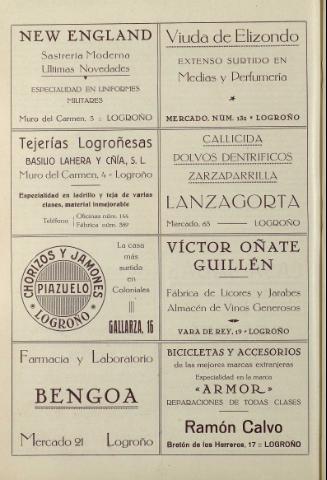 NEW ENGLAND
Sastrería Moderna
Ultimas Novedades
ESPECIALIDAD EN UNIFORMES
MILITARES
Muro del Carmen, 3 :: LOGROÑO
Viuda de Elizondo
EXTENSO SURTIDO EN
Medias y Perfumería
MERCADO, NÚM. 131 * LOGROÑO
Tejerías Logroñesas
BASILIO LAHERA Y CÑÍA, S. L.
Muro del Carmen, 4 - Logroño
Especialidad en ladrillo y teja de varias
clases, material inmejorable
Teléfono Oficina núm. 144
Fábrica núm. 389
CALLICIDA
POLVOS DENTRIFICOS
ZARZAPARRILLA
LANZAGORTA
Mercado, 65 LOGROÑO
CHORIZOS Y JAMONES
PIAZUELO
* LOGROÑO *
La casa
más
surtida
en
Coloniales
GALLARZA, 16
VÍCTOR OÑATE
GUILLÉN
Fábrica de Licores y Jarabes
Almacén de Vinos Generosos
VARA DE REY, 19 * LOGROÑO
Farmacia y Laboratorio
BENGOA
Mercado 21 Logroño
BICICLETAS Y ACCESORIOS
de las mejores marcas extranjeras
Especialidad en la marca
«ARMOR»
REPARACIONES DE TODAS CLASES
Ramón Calvo
Bretón de los Herreros, 17 :: LOGROÑO